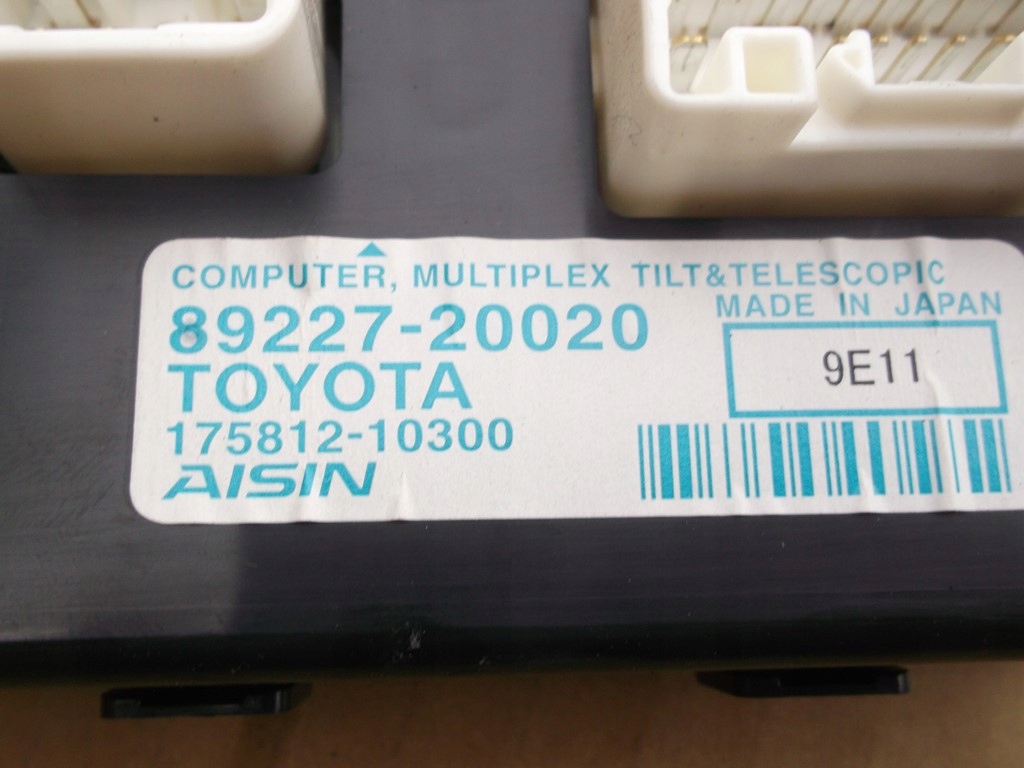 COMPUTER, MULTIPLEX TILT&TELESCOPIC
89227-20020
MADE IN JAPAN
TOYOTA
9E11
175812-10300
AISIN